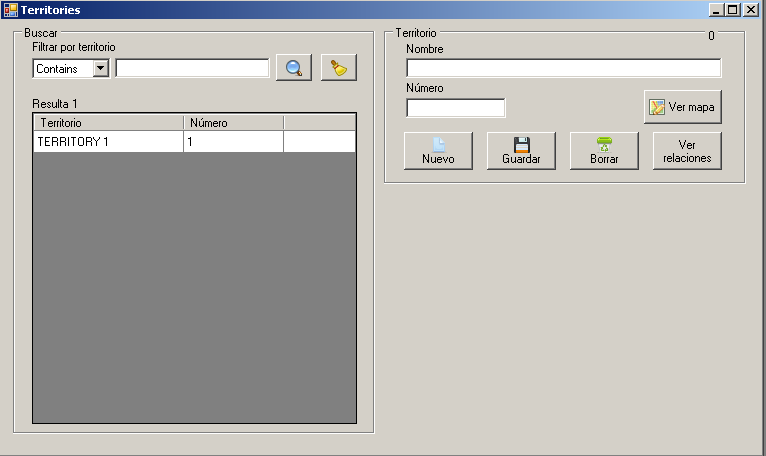 Territories
Buscar
Filtrar por territorio
Contains
Resulta 1
Territorio Número
TERRITORY 1 1
Territorio 0
Nombre
Número
Ver mapa
Nuevo Guardar Borrar Ver relaciones